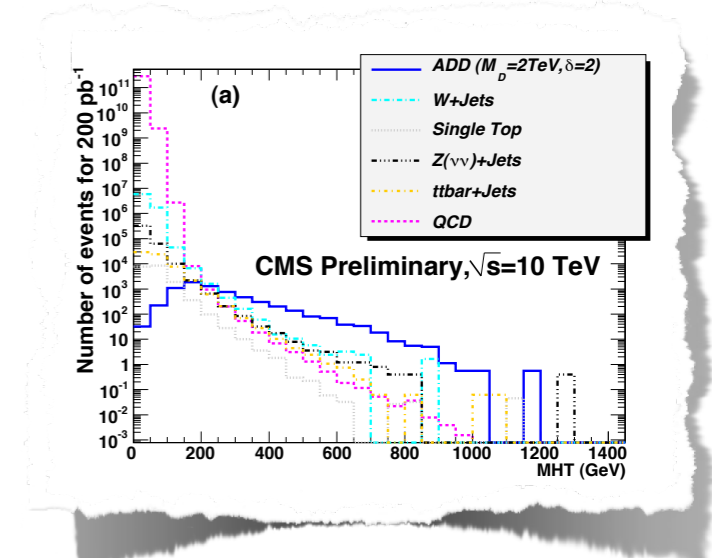 ADD (M_D=2TeV,δ=2)
W+Jets
Single Top
Z(νν)+Jets
ttbar+Jets
QCD
(a)
CMS Preliminary,√s=10 TeV
Number of events for 200 pb⁻¹
10¹¹
10¹⁰
10⁹
10⁸
10⁷
10⁶
10⁵
10⁴
10³
10²
10
1
10⁻¹
10⁻²
10⁻³
0 200 400 600 800 1000 1200 1400
MHT (GeV)